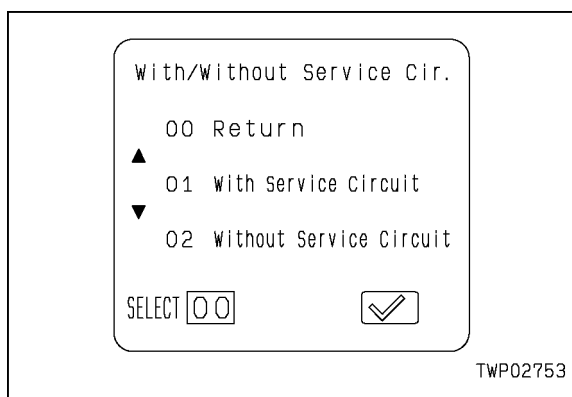 With/Without Service Cir.
00 Return
01 With Service Circuit
02 Without Service Circuit
SELECT 00
TWP02753